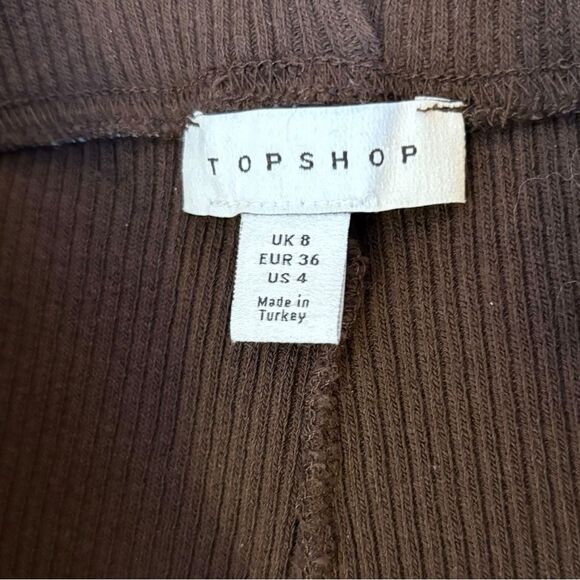 TOPSHOP
UK 8
EUR 36
US 4
Made in
Turkey